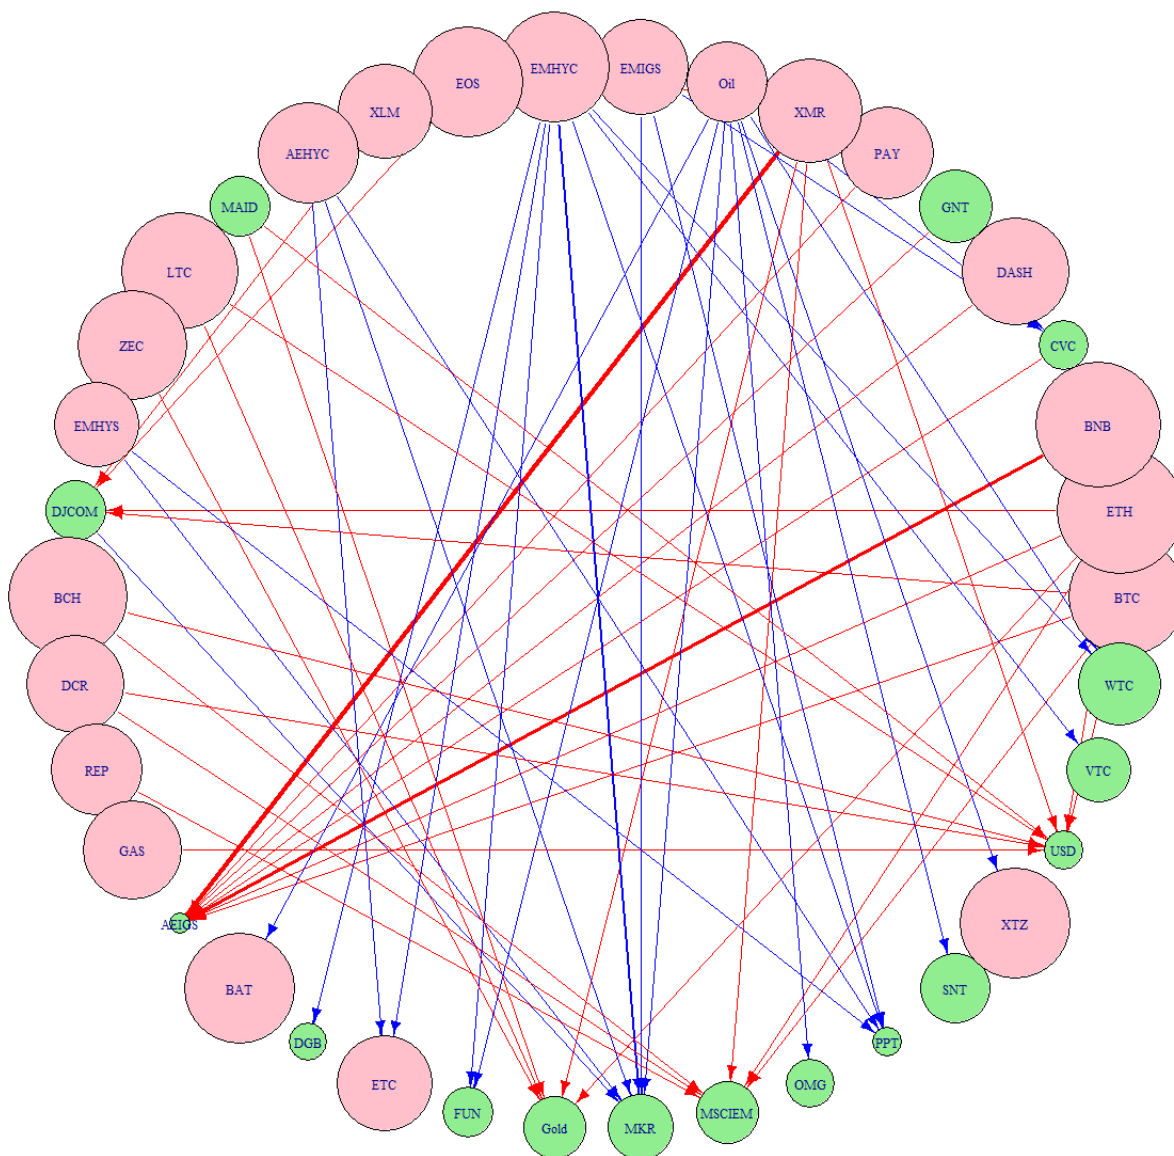 EMHYC
EMIGS
EOS
Oil
XLM
XMR
AEHYC
PAY
MAID
GNT
LTC
DASH
ZEC
CVC
EMHYS
BNB
DJCOM
ETH
BCH
BTC
DCR
WTC
REP
VTC
GAS
USD
AEIGS
XTZ
BAT
SNT
DGB
PPT
ETC
OMG
FUN
MSCIEM
Gold
MKR